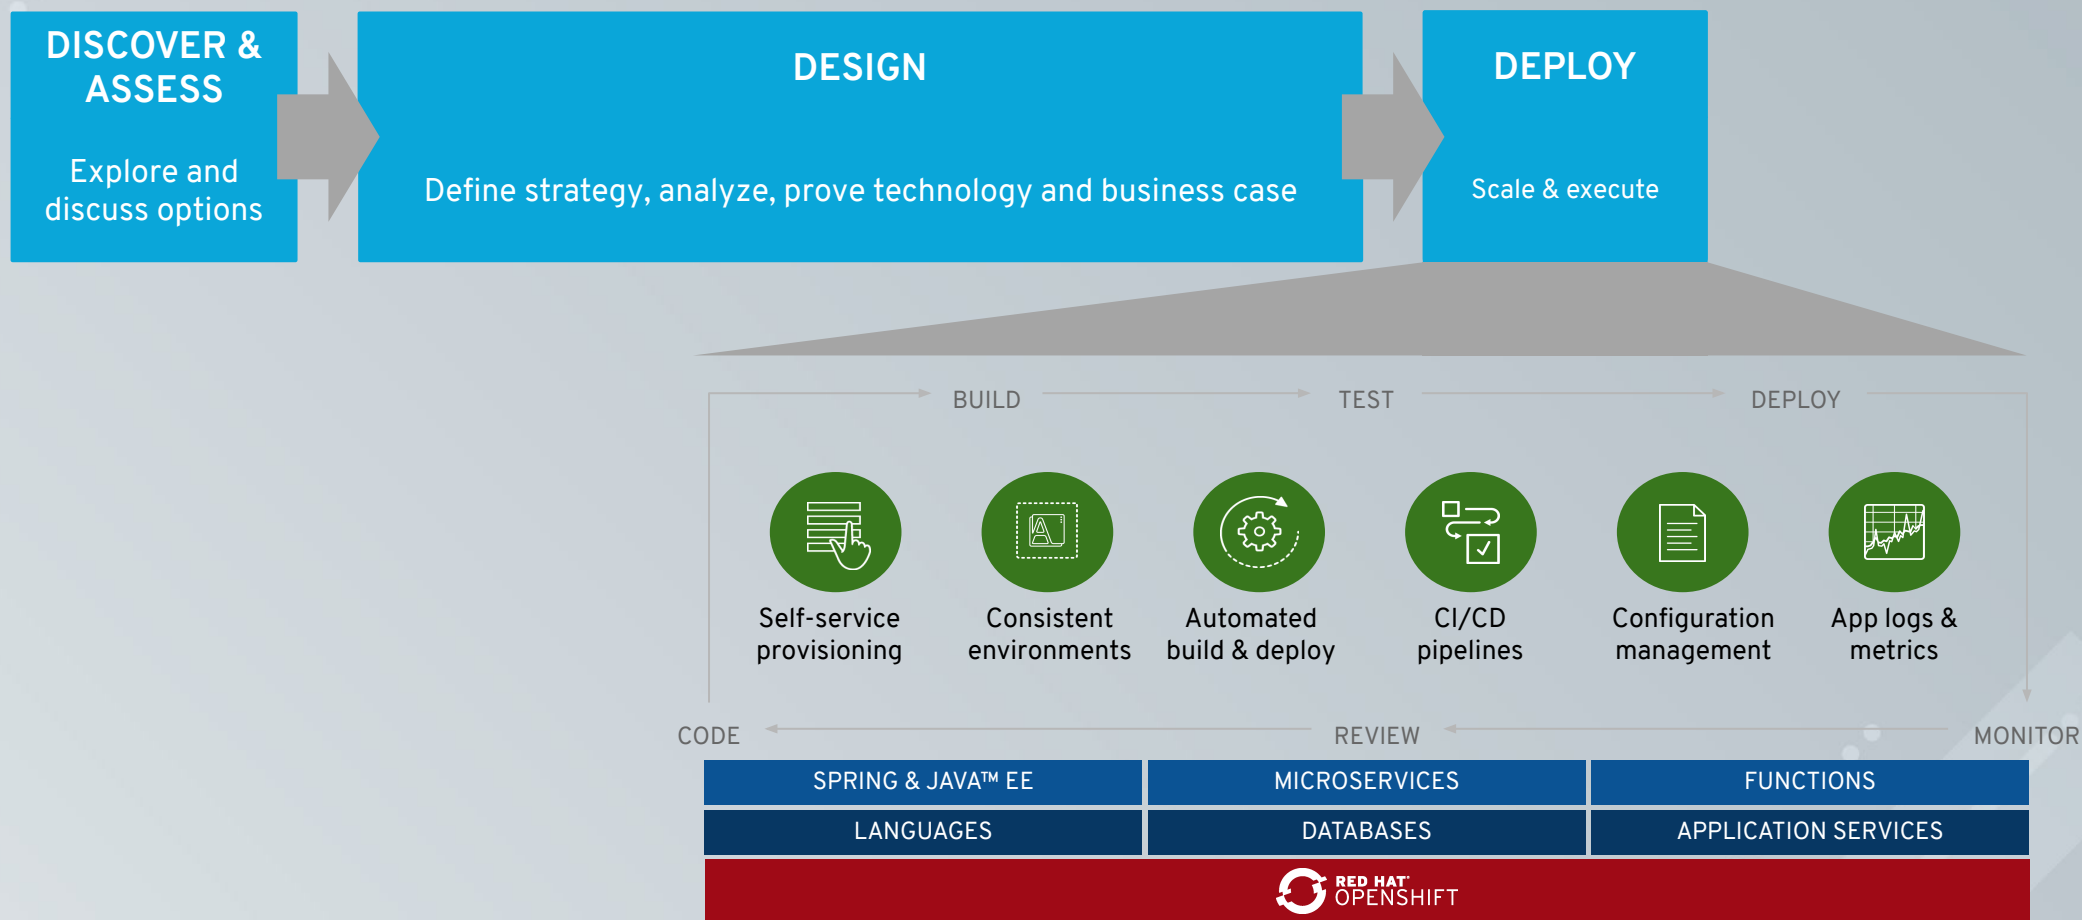 DISCOVER &
ASSESS
Explore and
discuss options
DESIGN
Define strategy, analyze, prove technology and business case
DEPLOY
Scale & execute
BUILD
TEST
DEPLOY
A
Self-service
provisioning
Consistent
environments
Automated
build & deploy
CI/CD
pipelines
Configuration
management
App logs &
metrics
CODE
REVIEW
MONITOR
SPRING & JAVA™ EE
MICROSERVICES
FUNCTIONS
LANGUAGES
DATABASES
APPLICATION SERVICES
RED HAT®
OPENSHIFT